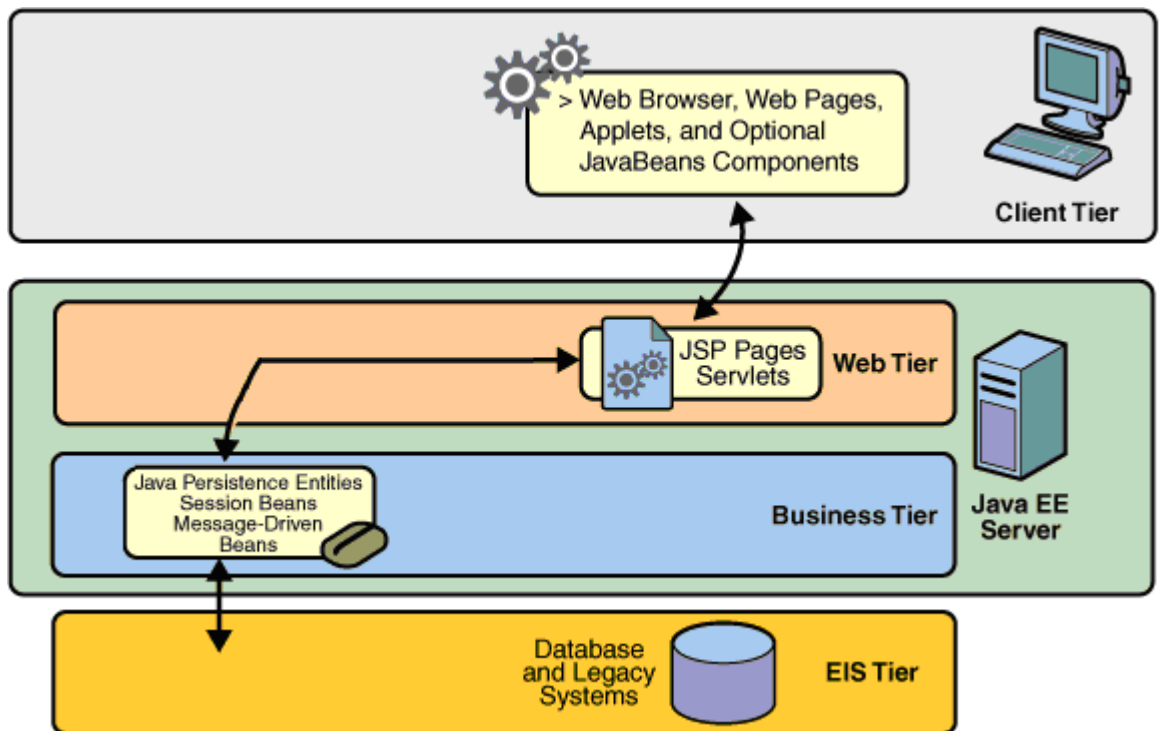 > Web Browser, Web Pages,
Applets, and Optional
JavaBeans Components
Client Tier
JSP Pages
Servlets
Web Tier
Java Persistence Entities
Session Beans
Message-Driven
Beans
Business Tier
Java EE
Server
Database
and Legacy
Systems
EIS Tier